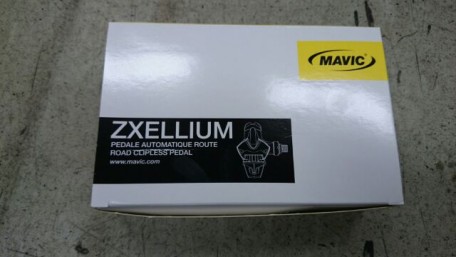 MAVIC
ZXELLIUM
PEDALE AUTOMATIQUE ROUTE
ROAD CLIPLESS PEDAL
www.mavic.com